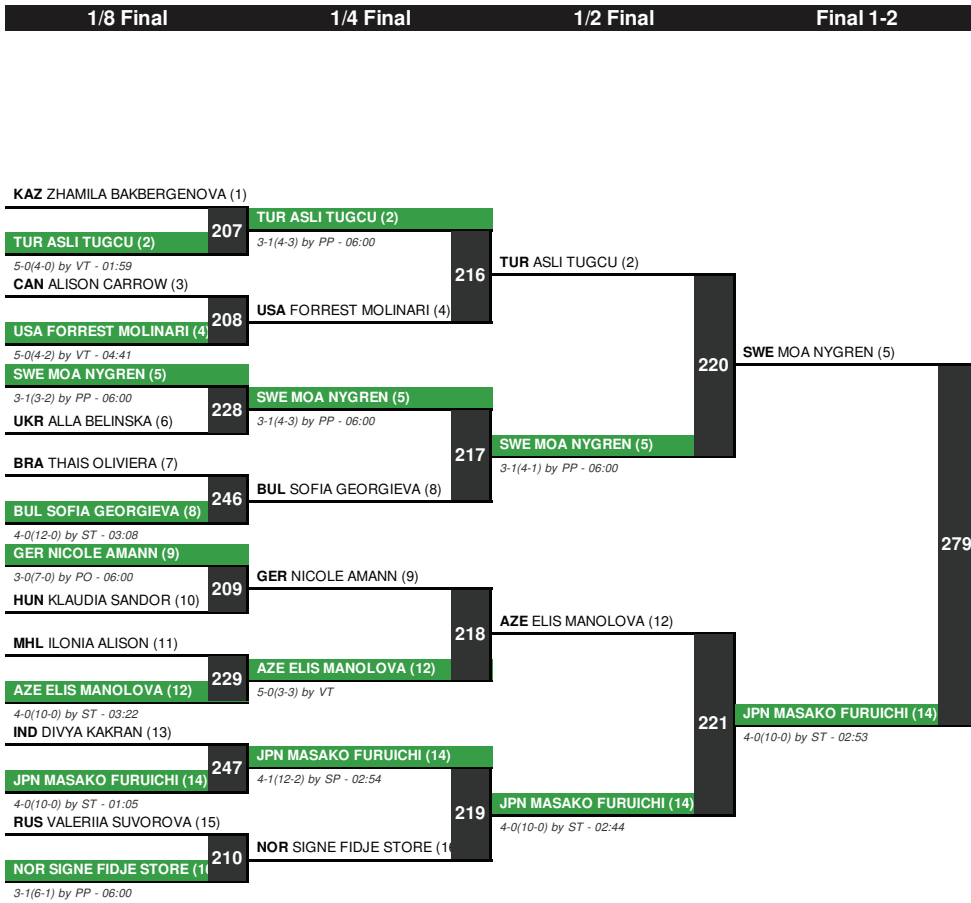 1/8 Final 1/4 Final 1/2 Final Final 1-2
KAZ ZHAMILA BAKBERGENOVA (1)
207
TUR ASLI TUGCU (2)
5-0(4-0) by VT - 01:59
CAN ALISON CARROW (3)
208
USA FORREST MOLINARI (4)
5-0(4-2) by VT - 04:41
SWE MOA NYGREN (5)
3-1(3-2) by PP - 06:00
228
UKR ALLA BELINSKA (6)
BRA THAIS OLIVIERA (7)
246
BUL SOFIA GEORGIEVA (8)
4-0(12-0) by ST - 03:08
GER NICOLE AMANN (9)
3-0(7-0) by PO - 06:00
209
HUN KLAUDIA SANDOR (10)
MHL ILONIA ALISON (11)
229
AZE ELIS MANOLOVA (12)
4-0(10-0) by ST - 03:22
IND DIVYA KAKRAN (13)
247
JPN MASAKO FURUICHI (14)
4-0(10-0) by ST - 01:05
RUS VALERIIA SUVOROVA (15)
210
NOR SIGNE FIDJE STORE (1
3-1(6-1) by PP - 06:00
TUR ASLI TUGCU (2)
3-1(4-3) by PP - 06:00
216
USA FORREST MOLINARI (4)
SWE MOA NYGREN (5)
3-1(4-3) by PP - 06:00
217
BUL SOFIA GEORGIEVA (8)
GER NICOLE AMANN (9)
218
AZE ELIS MANOLOVA (12)
5-0(3-3) by VT
JPN MASAKO FURUICHI (14)
4-1(12-2) by SP - 02:54
219
NOR SIGNE FIDJE STORE (1
TUR ASLI TUGCU (2)
220
SWE MOA NYGREN (5)
3-1(4-1) by PP - 06:00
AZE ELIS MANOLOVA (12)
221
JPN MASAKO FURUICHI (14)
4-0(10-0) by ST - 02:44
SWE MOA NYGREN (5)
279
JPN MASAKO FURUICHI (14)
4-0(10-0) by ST - 02:53